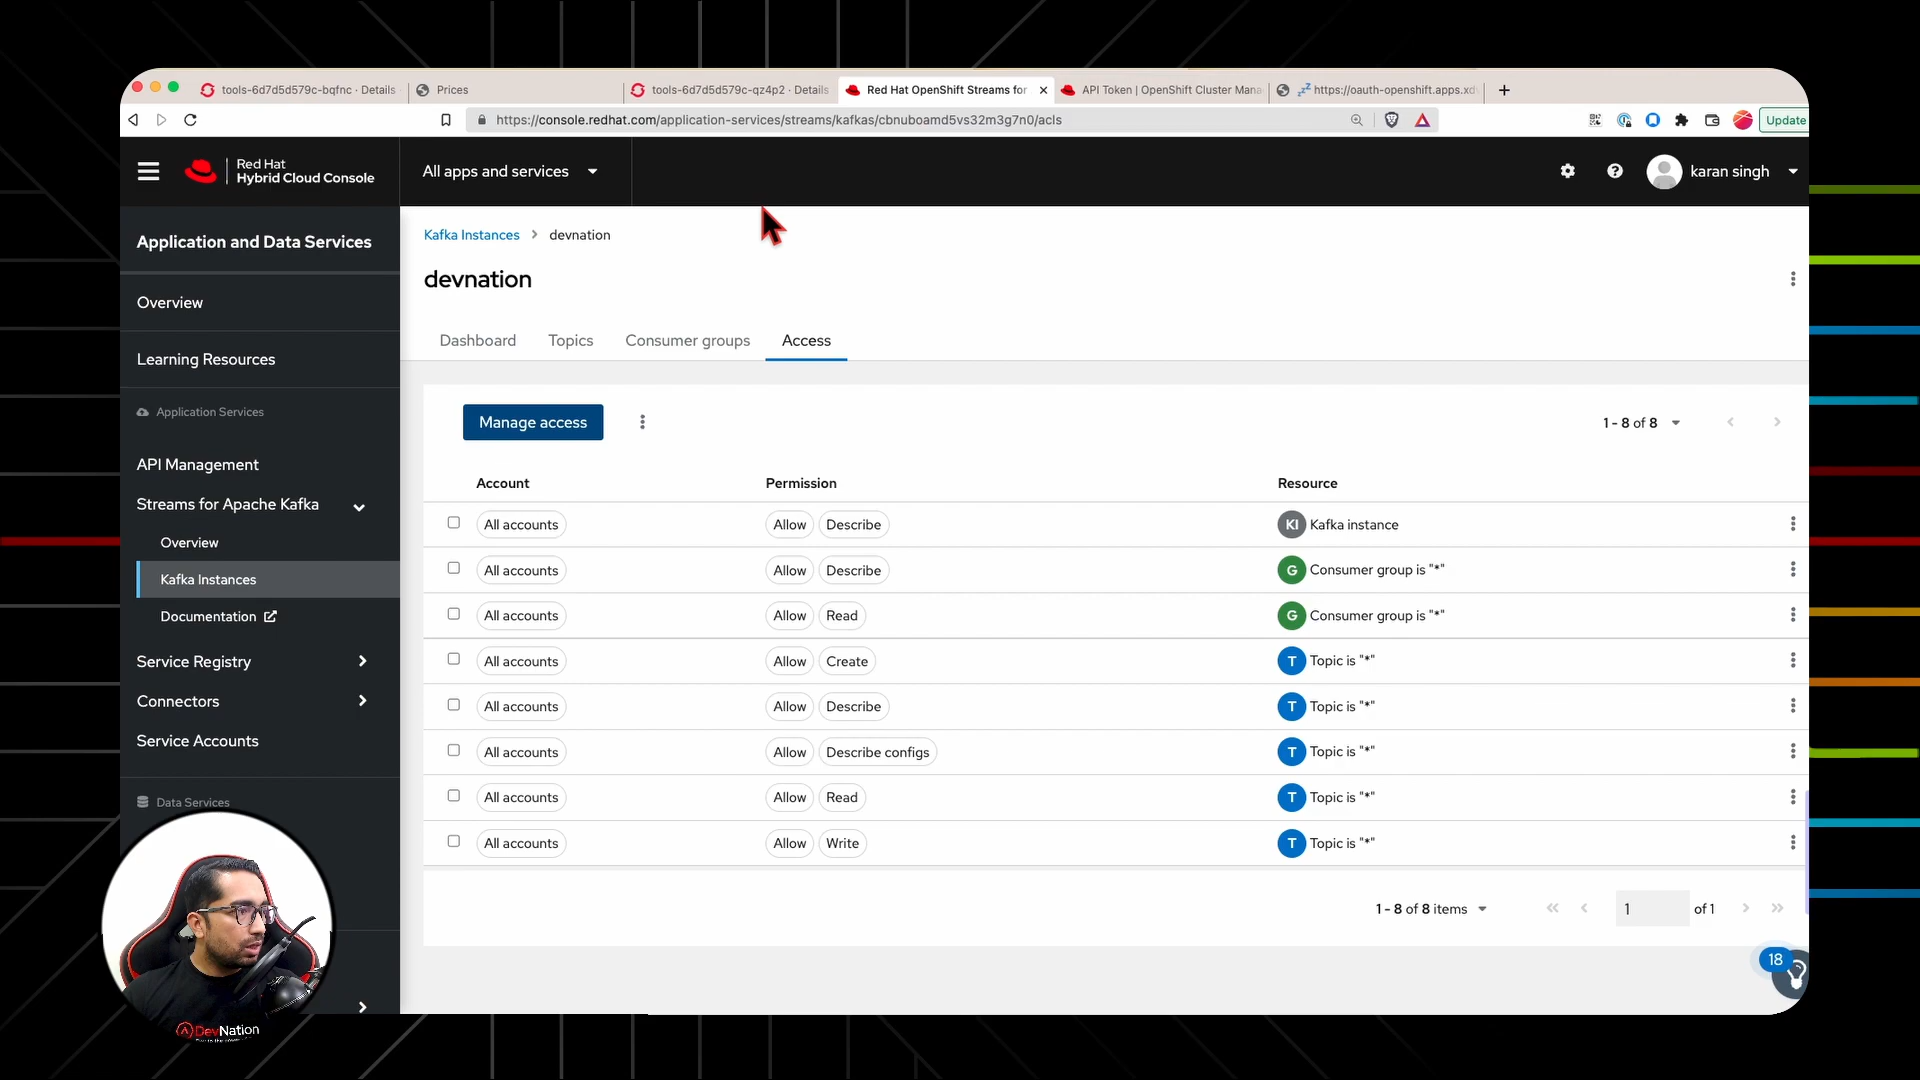 tools-6d7d5d579c-bqfnc · Details
Prices
tools-6d7d5d579c-qz4p2 · Details
Red Hat OpenShift Streams for
API Token | OpenShift Cluster Mana
https://oauth-openshift.apps.xd
https://console.redhat.com/application-services/streams/kafkas/cbnuboamd5vs32m3g7n0/acls
Update
Red Hat
Hybrid Cloud Console
All apps and services
karan singh
Application and Data Services
Overview
Learning Resources
Application Services
API Management
Streams for Apache Kafka
Overview
Kafka Instances
Documentation
Service Registry
Connectors
Service Accounts
Data Services
Kafka Instances > devnation
devnation
Dashboard Topics Consumer groups Access
Manage access
1 - 8 of 8
Account Permission Resource
All accounts Allow Describe KI Kafka instance
All accounts Allow Describe G Consumer group is "*"
All accounts Allow Read G Consumer group is "*"
All accounts Allow Create T Topic is "*"
All accounts Allow Describe T Topic is "*"
All accounts Allow Describe configs T Topic is "*"
All accounts Allow Read T Topic is "*"
All accounts Allow Write T Topic is "*"
1 - 8 of 8 items
1 of 1
18
DevNation